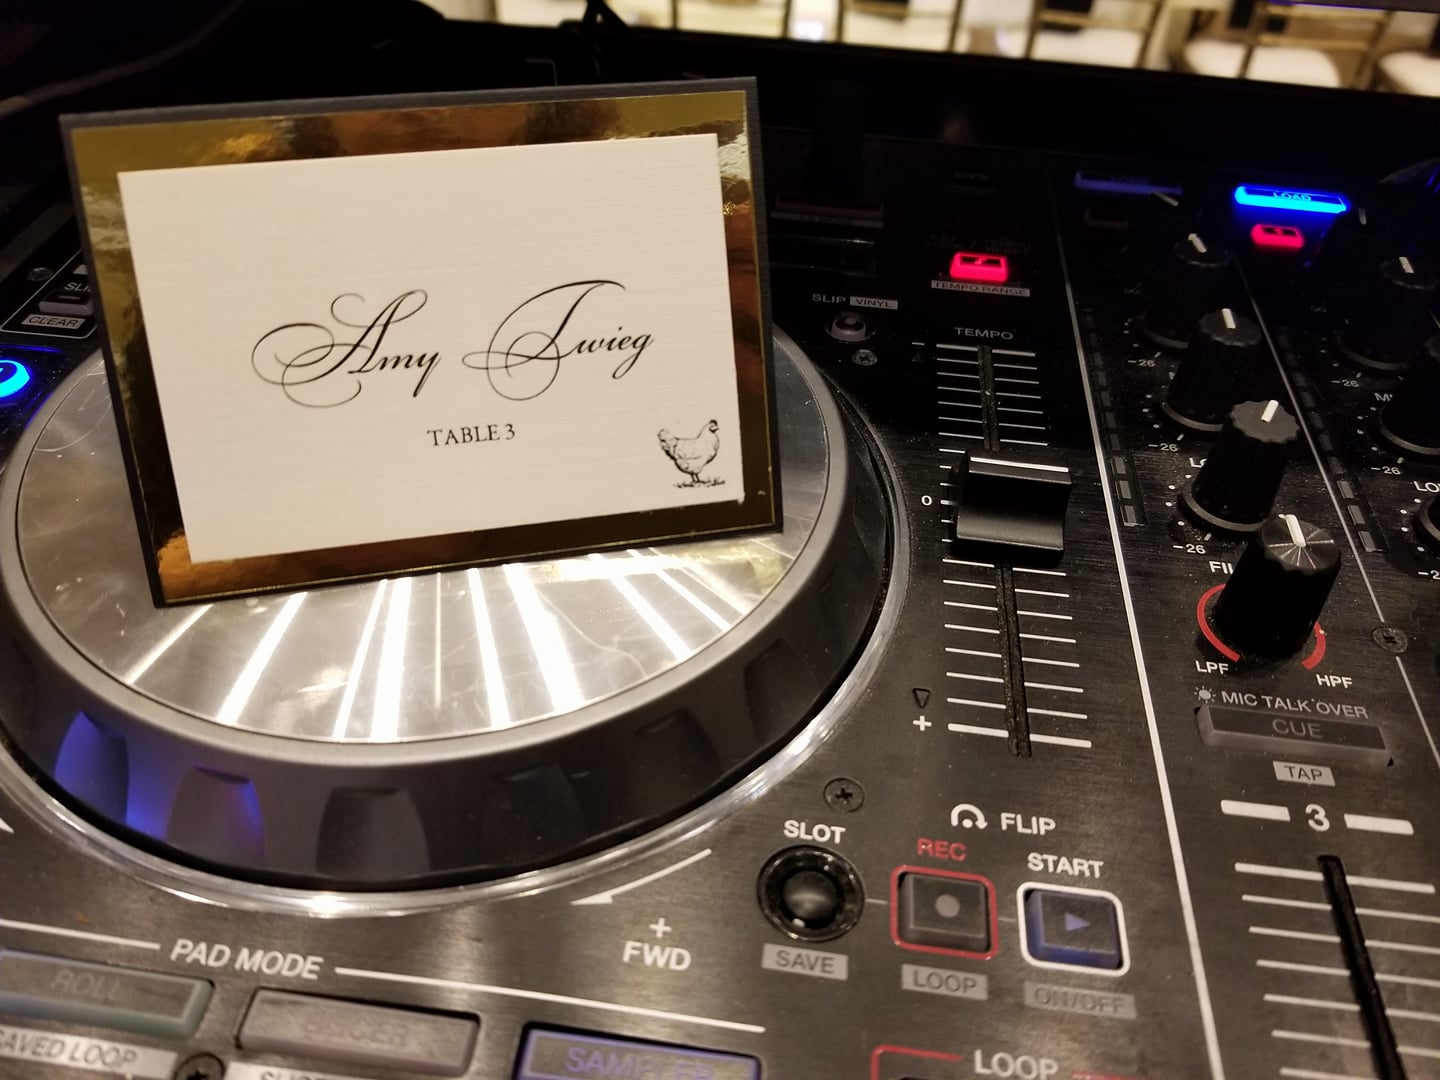 Amy Twieg
TABLE 3
LOAD
TEMPO RANGE
SLIP VINYL
CLEAR
TEMPO
0
-26
-26
-26
-26
LPF
HPF
MIC TALK OVER
CUE
TAP
+
3
FLIP
SLOT
REC
START
+
FWD
SAVE
LOOP
ON/OFF
PAD MODE
ROLL
SAVED LOOP
SLICER
SAMPLER
LOOP